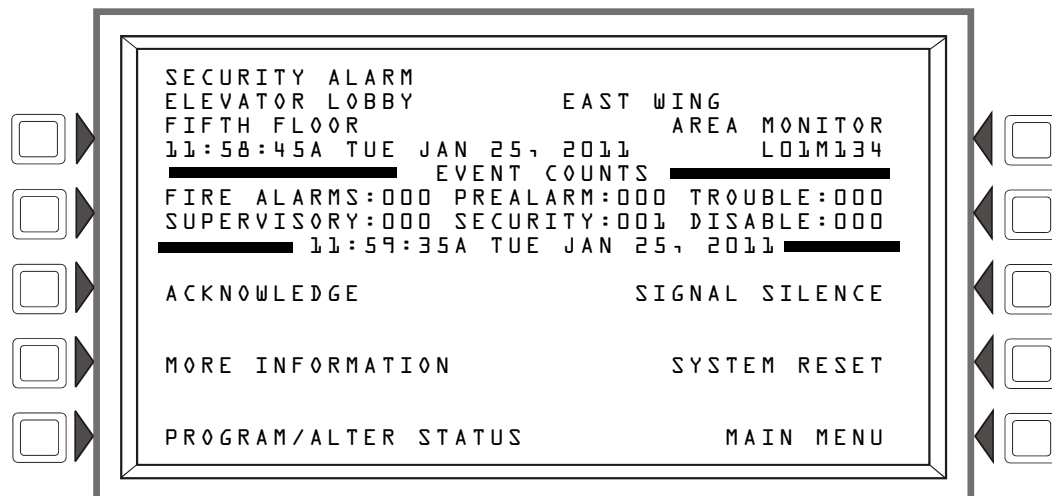 SECURITY ALARM
ELEVATOR LOBBY EAST WING
FIFTH FLOOR AREA MONITOR
11:58:45A TUE JAN 25, 2011 L01M134
EVENT COUNTS
FIRE ALARMS:000 PREALARM:000 TROUBLE:000
SUPERVISORY:000 SECURITY:001 DISABLE:000
11:59:35A TUE JAN 25, 2011
ACKNOWLEDGE SIGNAL SILENCE
MORE INFORMATION SYSTEM RESET
PROGRAM/ALTER STATUS MAIN MENU